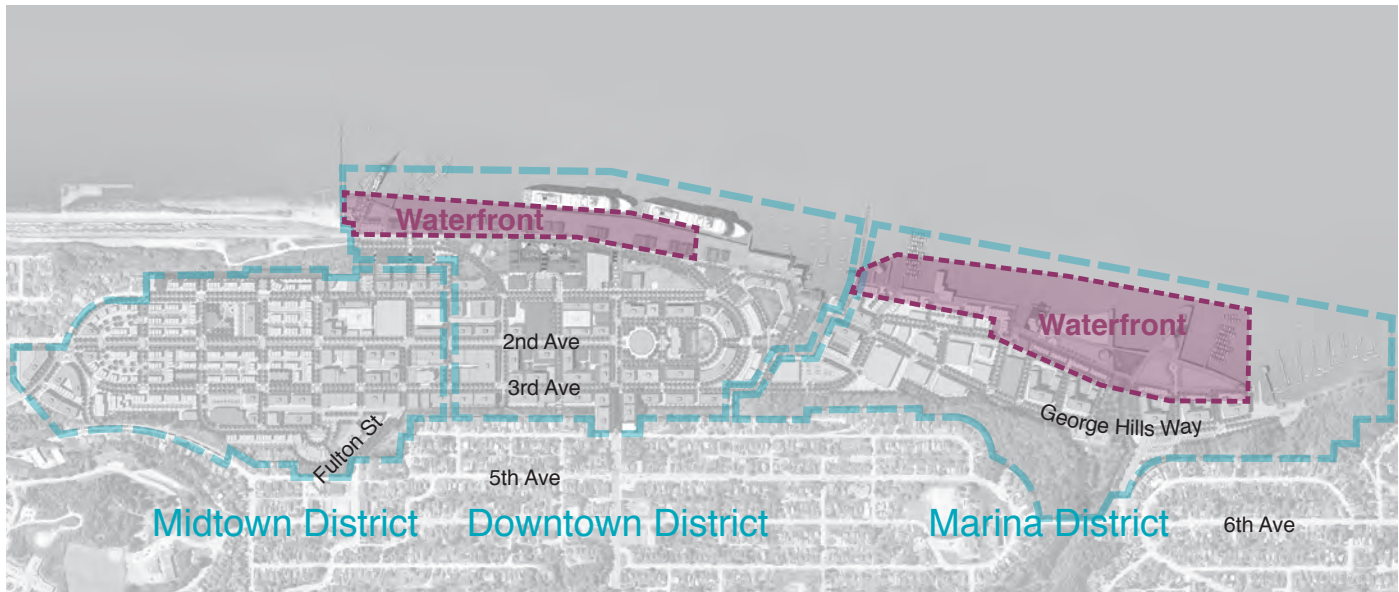 Waterfront
Waterfront
2nd Ave
3rd Ave
George Hills Way
Fulton St
5th Ave
Midtown District
Downtown District
Marina District
6th Ave